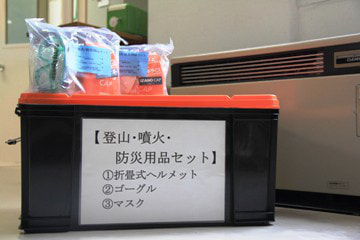 【登山・噴火・
防災用品セット】
①折畳式ヘルメット
②ゴーグル
③マスク